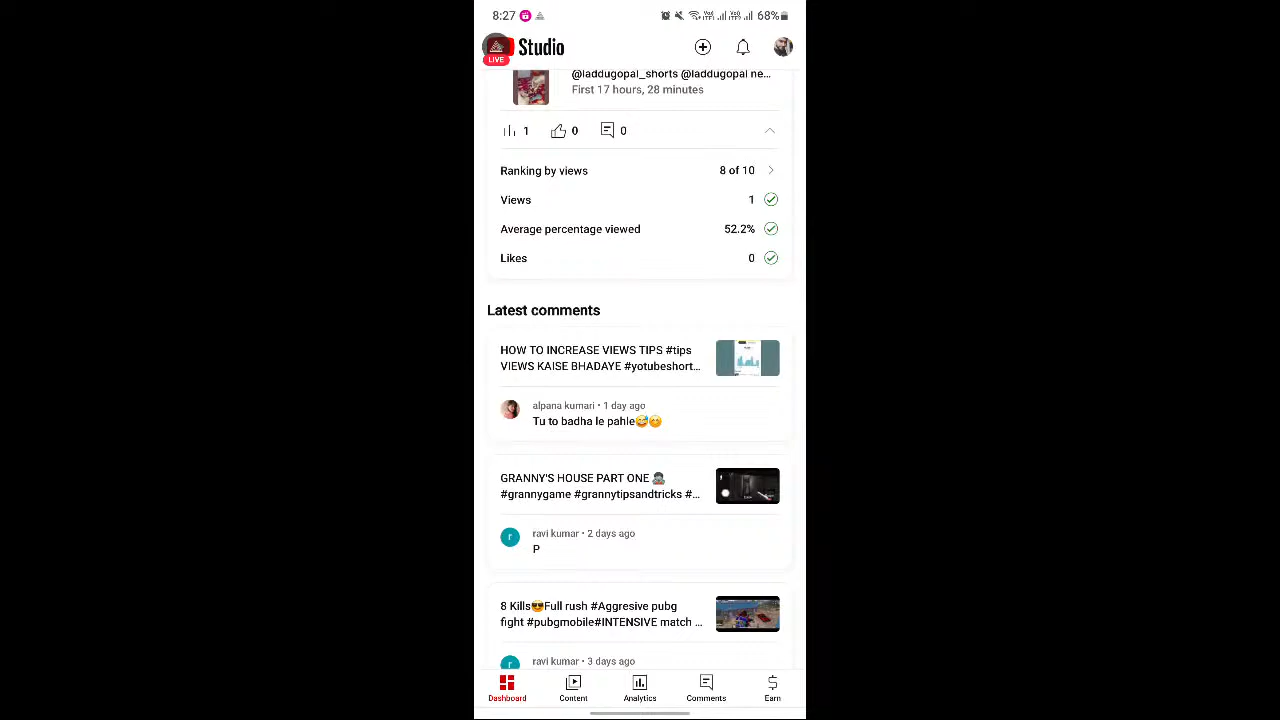 8:27
68%
LIVE
Studio
@laddugopal_shorts @laddugopal ne...
First 17 hours, 28 minutes
1 0 0
Ranking by views 8 of 10
Views 1
Average percentage viewed 52.2%
Likes 0
Latest comments
HOW TO INCREASE VIEWS TIPS #tips
VIEWS KAISE BHADAYE #yotubeshort...
alpana kumari • 1 day ago
Tu to badha le pahle😅😊
GRANNY'S HOUSE PART ONE
#grannygame #grannytipsandtricks #...
r ravi kumar • 2 days ago
P
8 Kills😎Full rush #Aggresive pubg
fight #pubgmobile#INTENSIVE match ...
r ravi kumar • 3 days ago
Dashboard Content Analytics Comments Earn